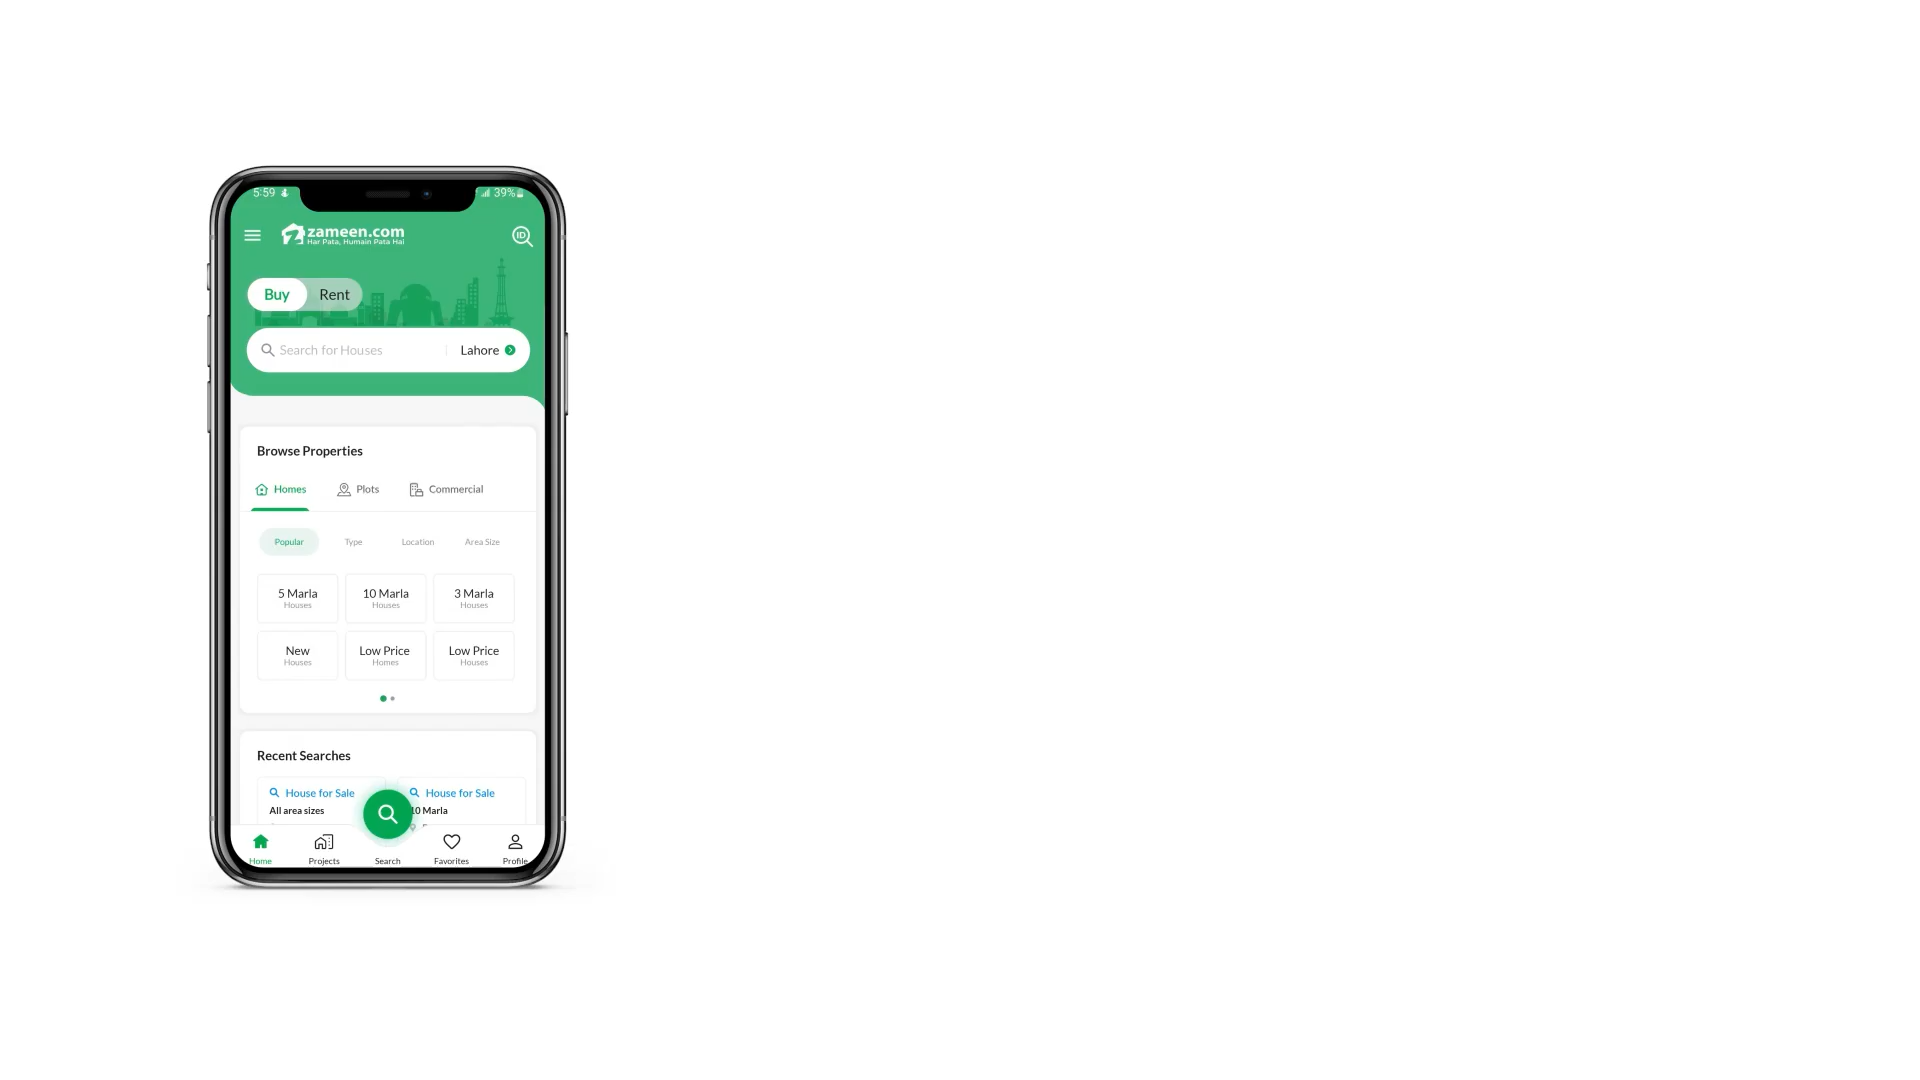 5:59
39%
zameen.com
Har Pata, Humain Pata Hai
ID
Buy
Rent
Search for Houses
Lahore
Browse Properties
Homes
Plots
Commercial
Popular
Type
Location
Area Size
5 Marla
Houses
10 Marla
Houses
3 Marla
Houses
New
Houses
Low Price
Homes
Low Price
Houses
Recent Searches
House for Sale
All area sizes
House for Sale
10 Marla
Home
Projects
Search
Favorites
Profile